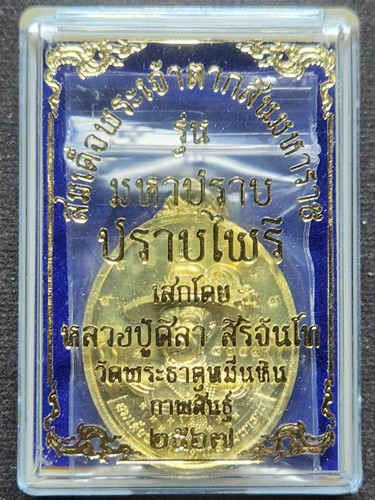 สมเด็จพระเจ้าตากสินมหาราช
รุ่น
มหาปราบ
ปราบไพรี
เสกโดย
หลวงปู่ศิลา สิริจันโท
วัดพระธาตุหมื่นหิน
กาฬสินธุ์
๒๕๖๗